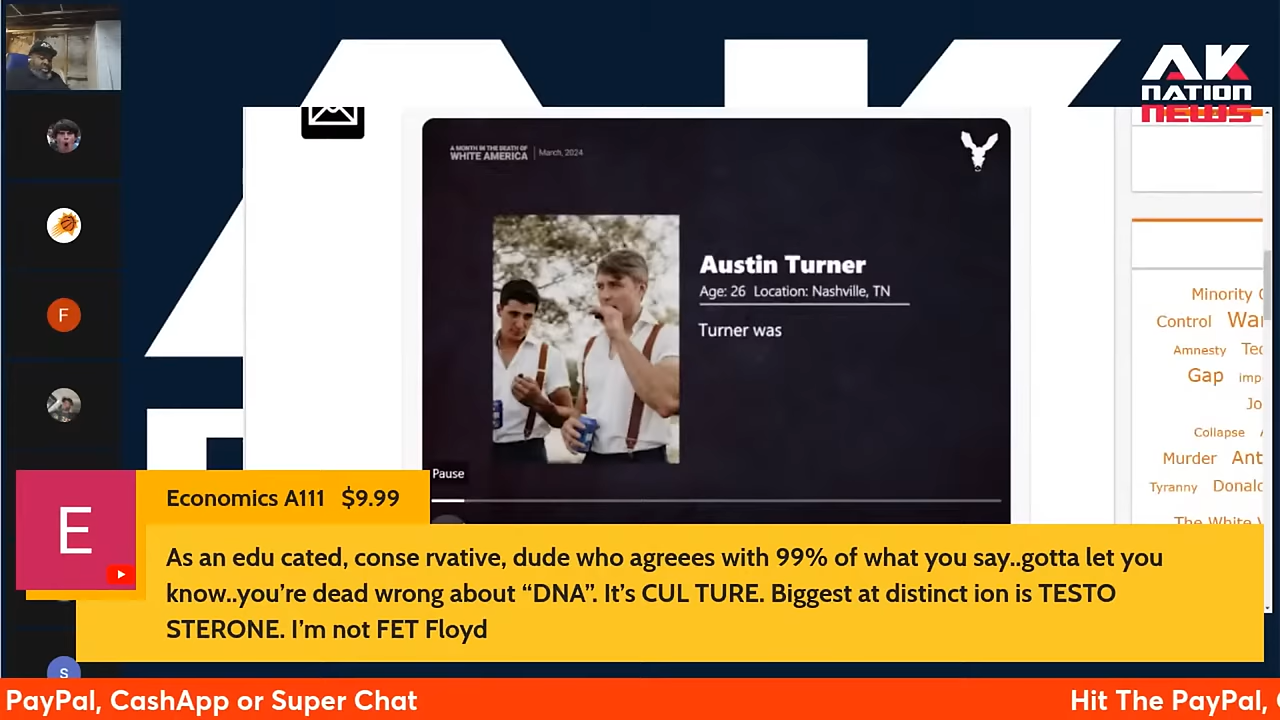 AK
NATION
NEWS
A MONTH IN THE DEATH OF
WHITE AMERICA
March, 2024
Austin Turner
Age: 26 Location: Nashville, TN
Turner was
Pause
Minority
Control
Amnesty
Gap
Collapse
Murder
Tyranny
F
E
Economics A111 $9.99
As an edu cated, conse rvative, dude who agreees with 99% of what you say..gotta let you
know..you're dead wrong about “DNA”. It's CUL TURE. Biggest at distinct ion is TESTO
STERONE. I'm not FET Floyd
S
PayPal, CashApp or Super Chat
Hit The PayPal,